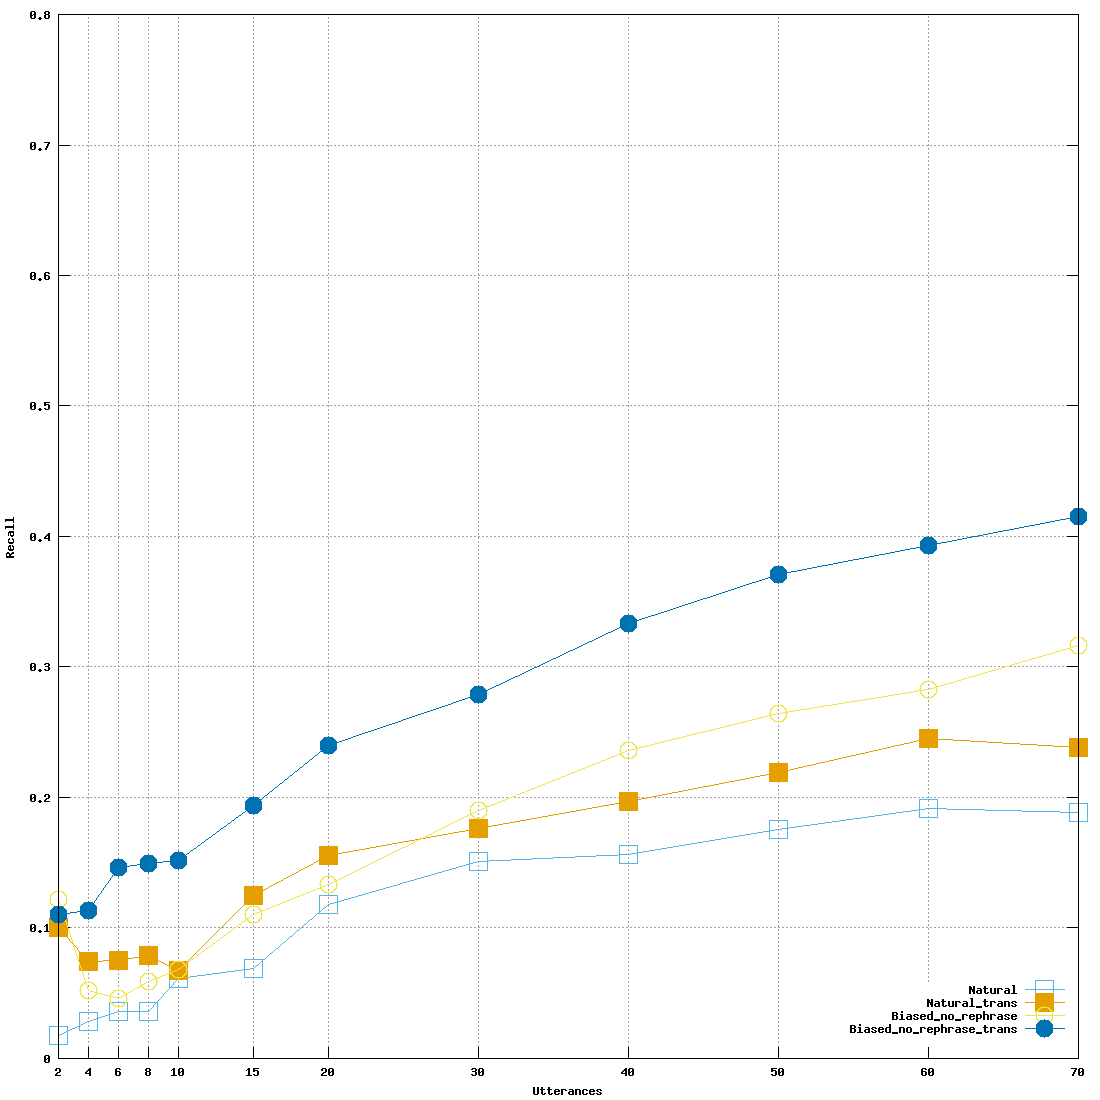 0.8
0.7
0.6
0.5
0.4
0.3
0.2
0.1
0
Recall
Natural
Natural_trans
Biased_no_rephrase
Biased_no_rephrase_trans
2 4 6 8 10 15 20 30 40 50 60 70
Utterances